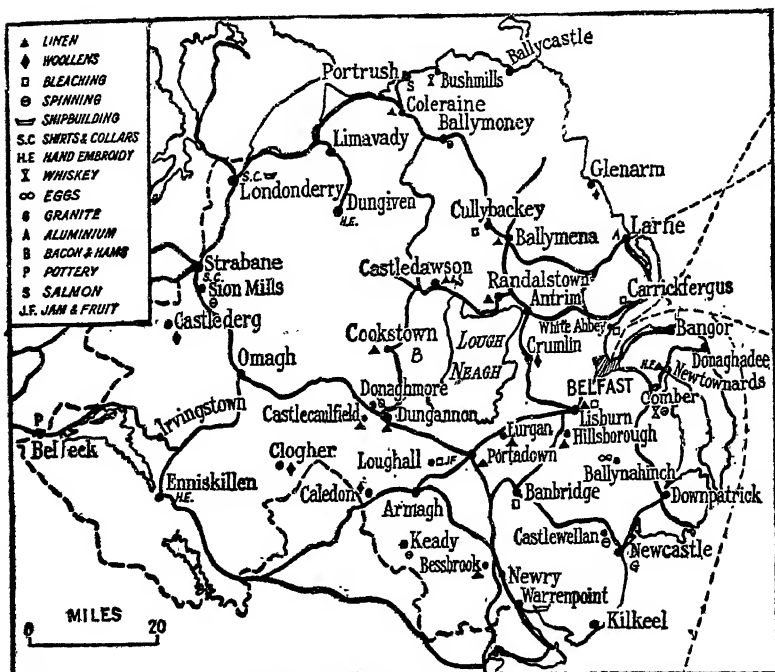 LINEN
WOOLLENS
BLEACHING
SPINNING
SHIPBUILDING
S.C SHIRTS & COLLARS
H.E HAND EMBROIDY
WHISKEY
EGGS
G GRANITE
A ALUMINIUM
B BACON & HAMS
P POTTERY
S SALMON
J.F. JAM & FRUIT
Ballycastle
Portrush
S
Bushmills
Coleraine
Ballymoney
Limavady
S.C.
Londonderry
Glenarm
Dungiven
H.E.
Cullybackey
Ballymena
Larne
A
Strabane
S.C.
Sion Mills
Castledawson
Randalstown
Antrim
Carrickfergus
White Abbey
Castlederg
Cookstown
B
LOUGH
NEAGH
Crumlin
Bangor
Donaghadee
H.E.
Newtownards
Omagh
BELFAST
Comber
Donaghmore
Castlecaulfield
Dungannon
Lisburn
Irvingstown
P
Belleek
Lurgan
Hillsborough
Clogher
Loughall
J.F.
Portadown
Ballynahinch
Enniskillen
H.E.
Caledon
Armagh
Banbridge
Downpatrick
Keady
Castlewellan
Newcastle
G
Bessbrook
Newry
Warrenpoint
Kilkeel
MILES
0 20